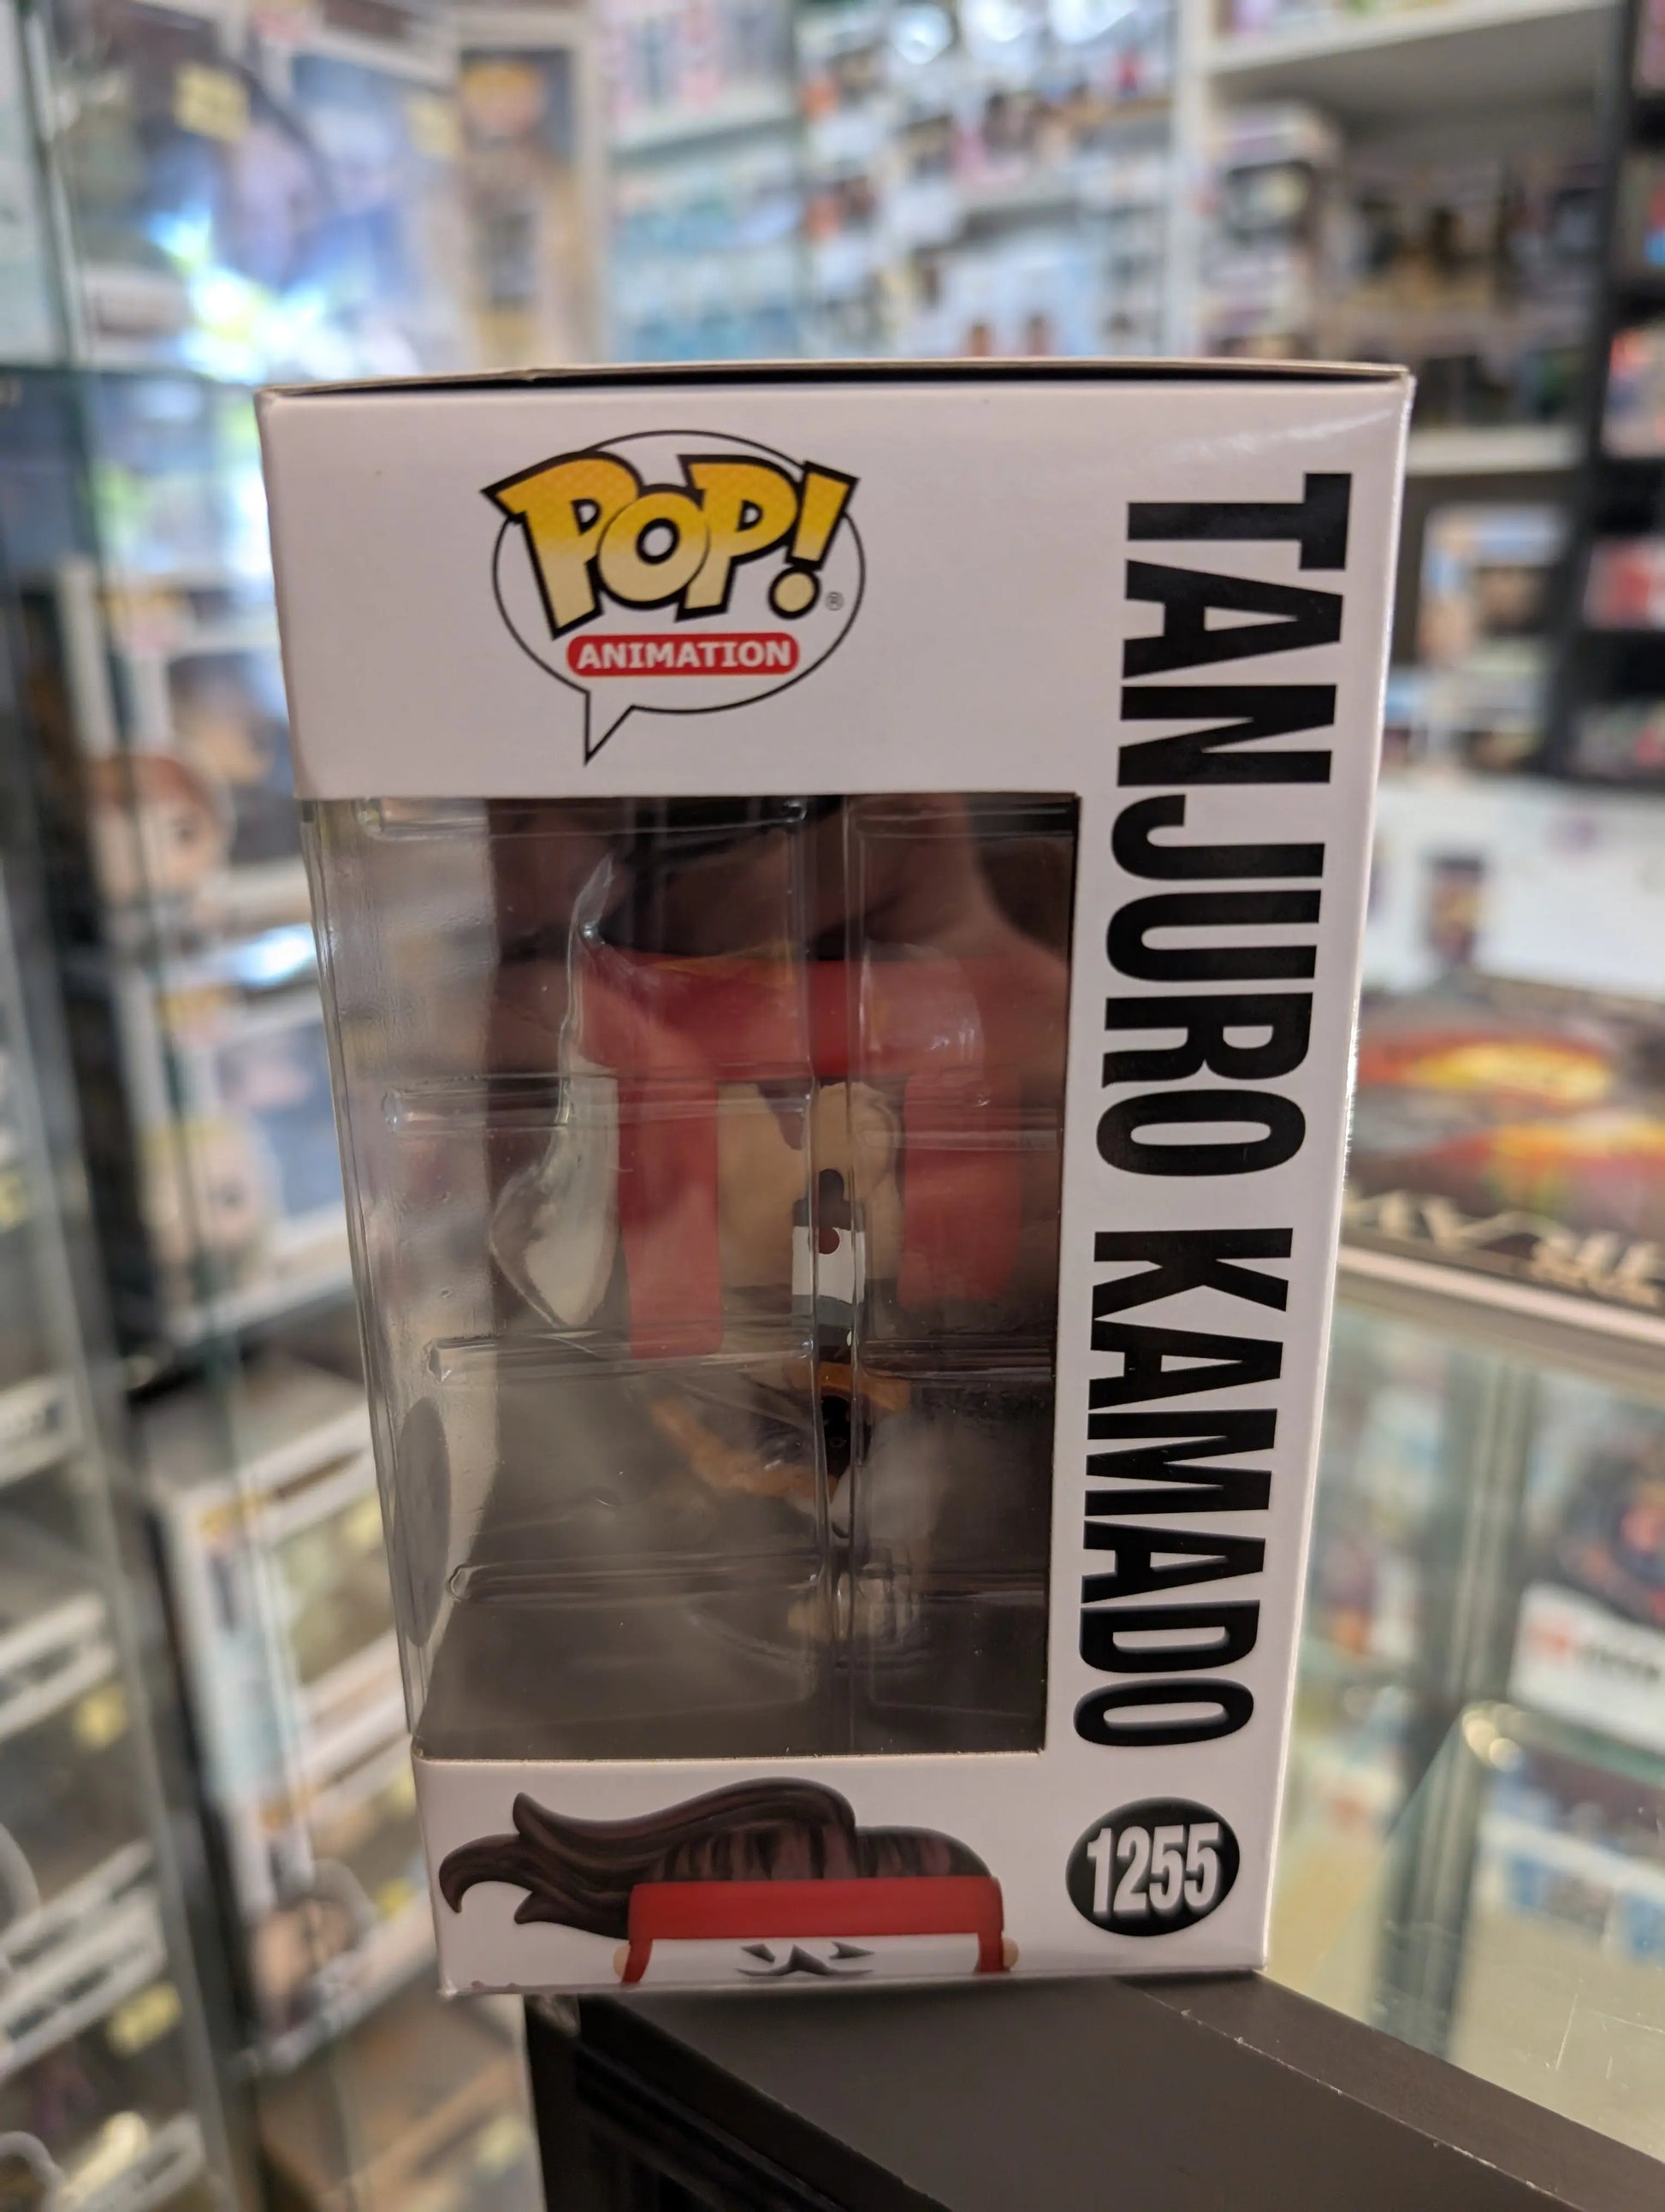 POP!®
ANIMATION
TANJURO KAMADO
1255